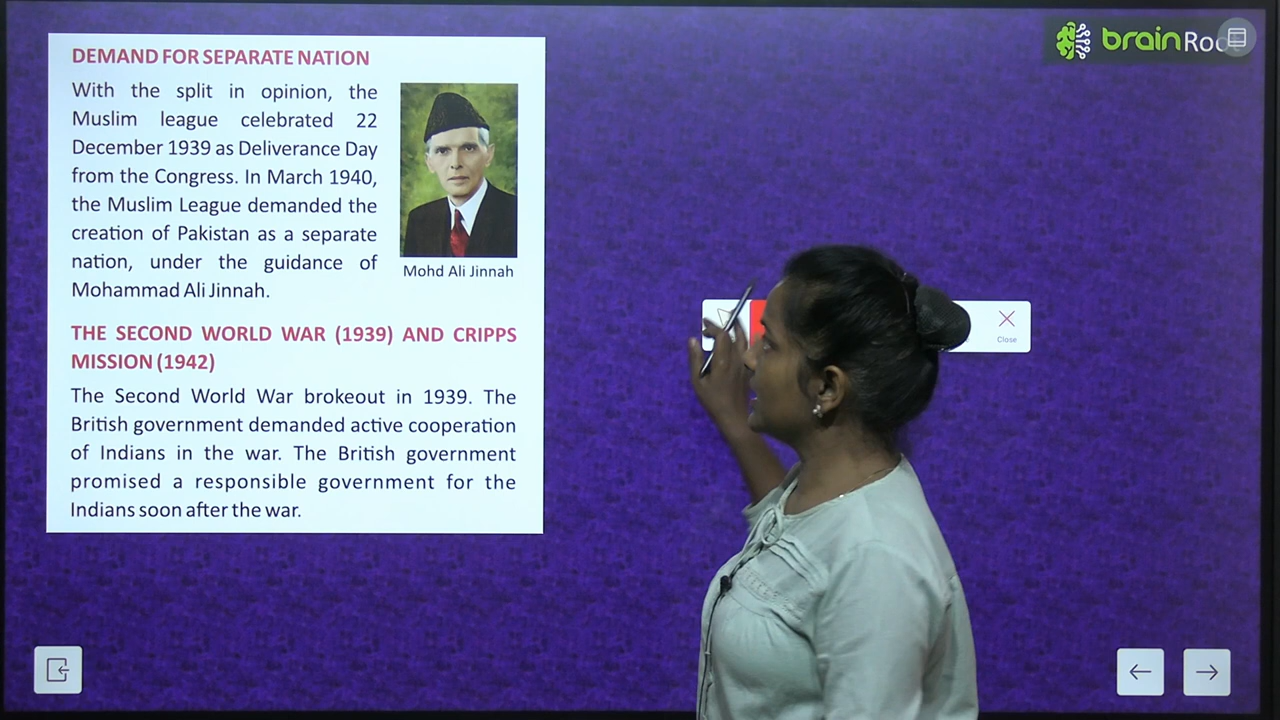 DEMAND FOR SEPARATE NATION
With the split in opinion, the
Muslim league celebrated 22
December 1939 as Deliverance Day
from the Congress. In March 1940,
the Muslim League demanded the
creation of Pakistan as a separate
nation, under the guidance of
Mohammad Ali Jinnah.
Mohd Ali Jinnah
THE SECOND WORLD WAR (1939) AND CRIPPS
MISSION (1942)
The Second World War brokeout in 1939. The
British government demanded active cooperation
of Indians in the war. The British government
promised a responsible government for the
Indians soon after the war.
brain
Close